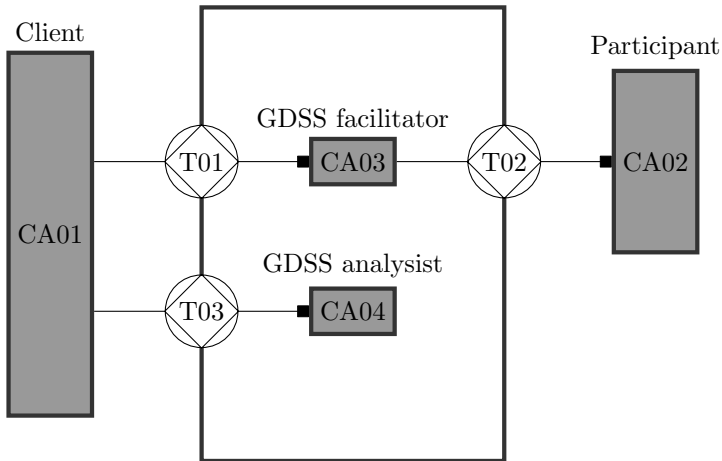 Client
Participant
GDSS facilitator
T01
CA03
T02
CA02
CA01
GDSS analysist
T03
CA04